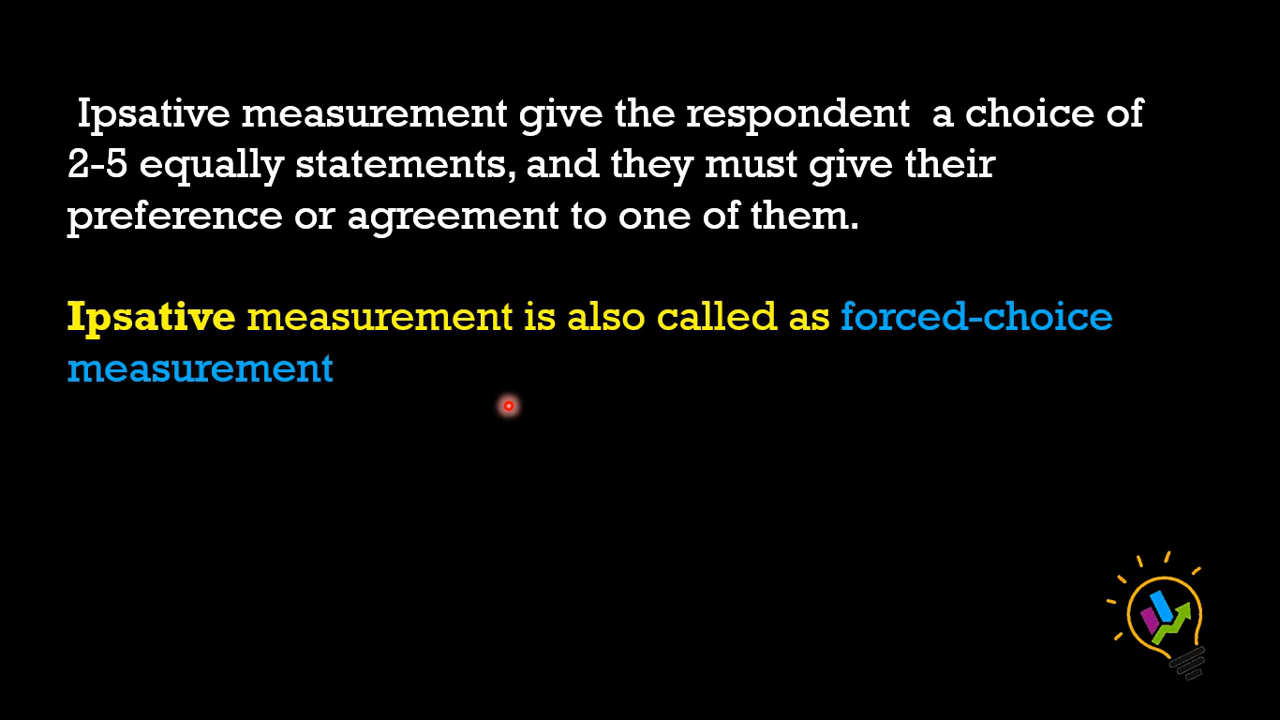 Ipsative measurement give the respondent a choice of
2-5 equally statements, and they must give their
preference or agreement to one of them.
Ipsative measurement is also called as forced-choice
measurement